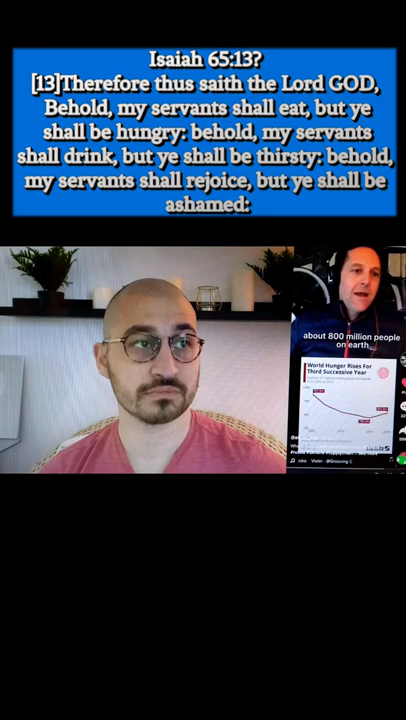 Isaiah 65:13?
[13]Therefore thus saith the Lord GOD,
Behold, my servants shall eat, but ye
shall be hungry: behold, my servants
shall drink, but ye shall be thirsty: behold,
my servants shall rejoice, but ye shall be
ashamed:
about 800 million people
on earth
World Hunger Rises For
Third Successive Year
Violin - @Grooving G